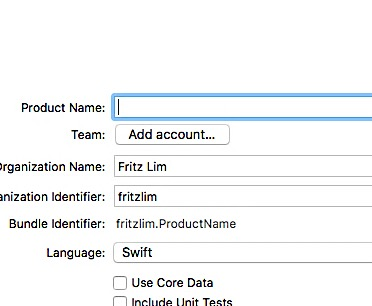 Product Name:
Team: Add account...
Organization Name: Fritz Lim
nization Identifier: fritzlim
Bundle Identifier: fritzlim.ProductName
Language: Swift
Use Core Data
Include Unit Tests